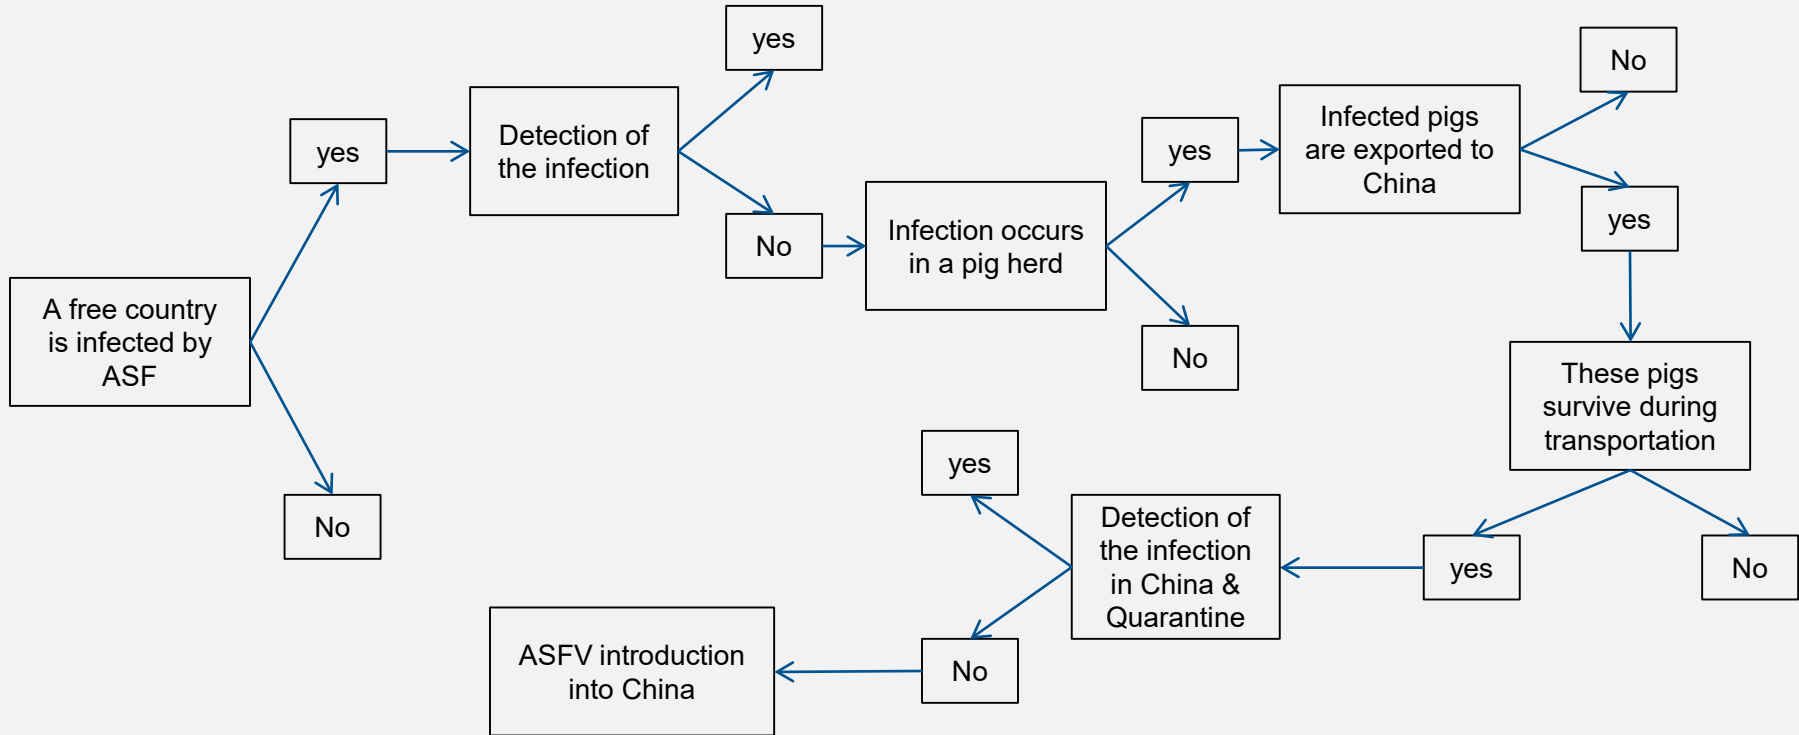 A free country
is infected by
ASF
yes
No
Detection of
the infection
yes
No
Infection occurs
in a pig herd
yes
No
Infected pigs
are exported to
China
No
yes
These pigs
survive during
transportation
yes
No
Detection of
the infection
in China &
Quarantine
yes
No
ASFV introduction
into China